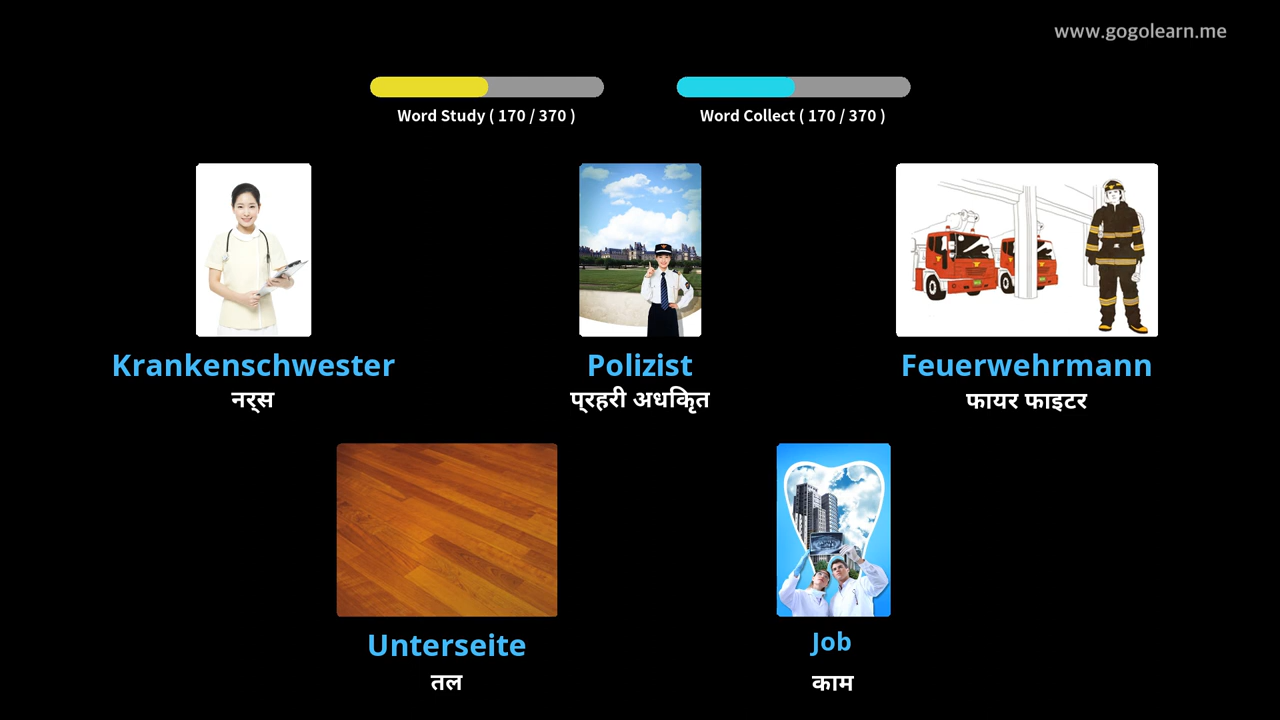 www.gogolearn.me
Word Study ( 170 / 370 )
Word Collect ( 170 / 370 )
Krankenschwester
नर्स
Polizist
प्रहरी अधिकृत
Feuerwehrmann
फायर फाइटर
Unterseite
तल
Job
काम